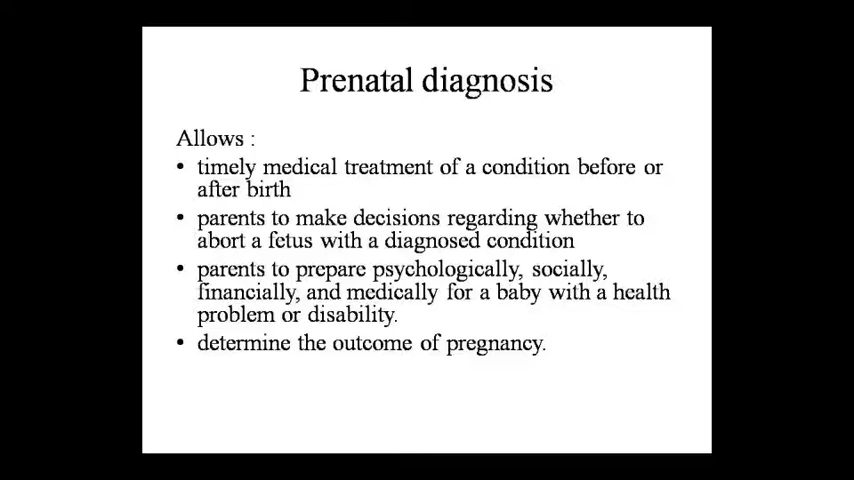 Prenatal diagnosis
Allows :
• timely medical treatment of a condition before or
after birth
• parents to make decisions regarding whether to
abort a fetus with a diagnosed condition
• parents to prepare psychologically, socially,
financially, and medically for a baby with a health
problem or disability.
• determine the outcome of pregnancy.